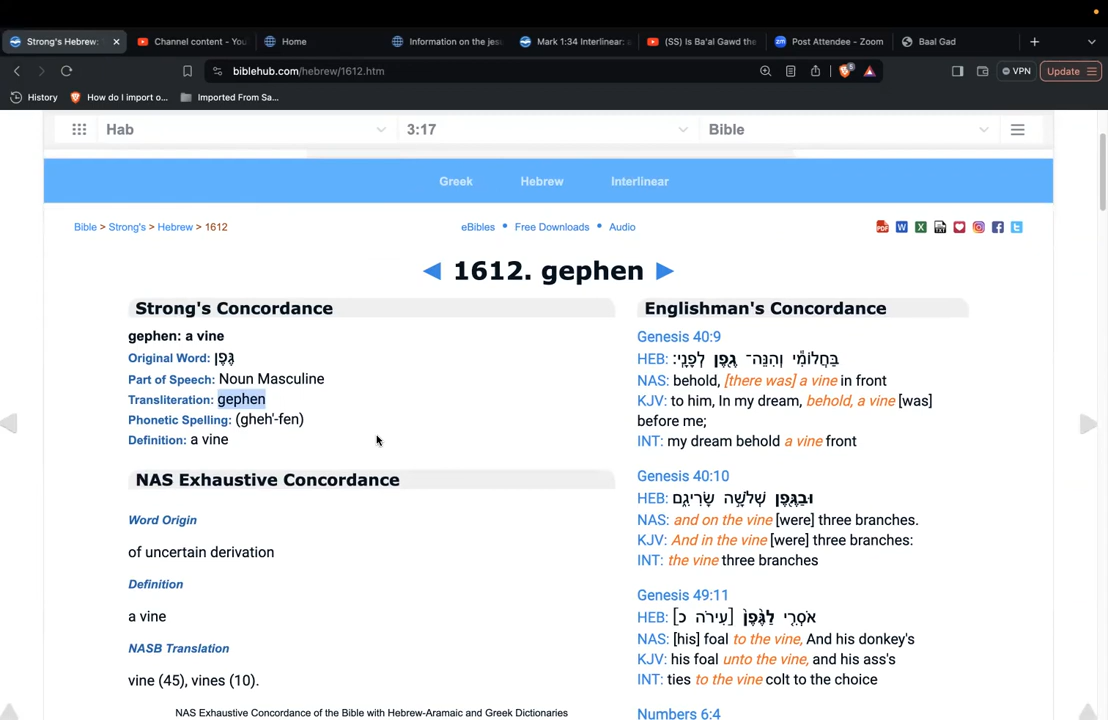 Strong's Hebrew:
Channel content - You
Home
Information on the jes
Mark 1:34 Interlinear: a
(SS) Is Ba'al Gawd the
Post Attendee - Zoom
Baal Gad
biblehub.com/hebrew/1612.htm
5
VPN
Update
History
How do I import o...
Imported From Sa...
Hab
3:17
Bible
Greek
Hebrew
Interlinear
Bible > Strong's > Hebrew > 1612
eBibles • Free Downloads • Audio
PDF W X TXT
1612. gephen
Strong's Concordance
gephen: a vine
Original Word: גֶּפֶן
Part of Speech: Noun Masculine
Transliteration: gephen
Phonetic Spelling: (gheh'-fen)
Definition: a vine
NAS Exhaustive Concordance
Word Origin
of uncertain derivation
Definition
a vine
NASB Translation
vine (45), vines (10).
NAS Exhaustive Concordance of the Bible with Hebrew-Aramaic and Greek Dictionaries
Englishman's Concordance
Genesis 40:9
HEB: בַּחֲלוֹמִ֕י וְהִנֵּה־ גֶ֖פֶן לְפָנָֽי׃
NAS: behold, [there was] a vine in front
KJV: to him, In my dream, behold, a vine [was]
before me;
INT: my dream behold a vine front
Genesis 40:10
HEB: וּבַגֶּ֖פֶן שְׁלֹשָׁ֣ה שָׂרִיגִ֑ם
NAS: and on the vine [were] three branches.
KJV: And in the vine [were] three branches:
INT: the vine three branches
Genesis 49:11
HEB: אֹסְרִ֤י לַגֶּ֙פֶן֙ [עִירֹה כ]
NAS: [his] foal to the vine, And his donkey's
KJV: his foal unto the vine, and his ass's
INT: ties to the vine colt to the choice
Numbers 6:4